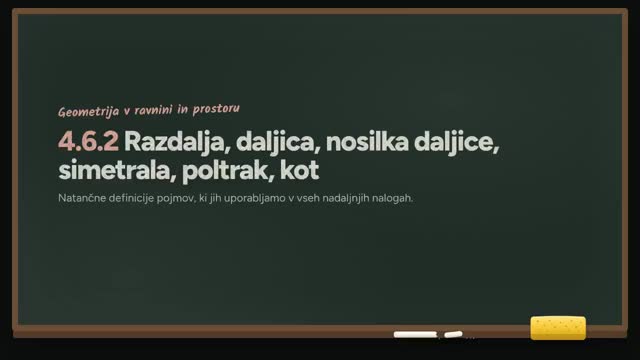 Geometrija v ravnini in prostoru
4.6.2 Razdalja, daljica, nosilka daljice,
simetrala, poltrak, kot
Natančne definicije pojmov, ki jih uporabljamo v vseh nadaljnjih nalogah.